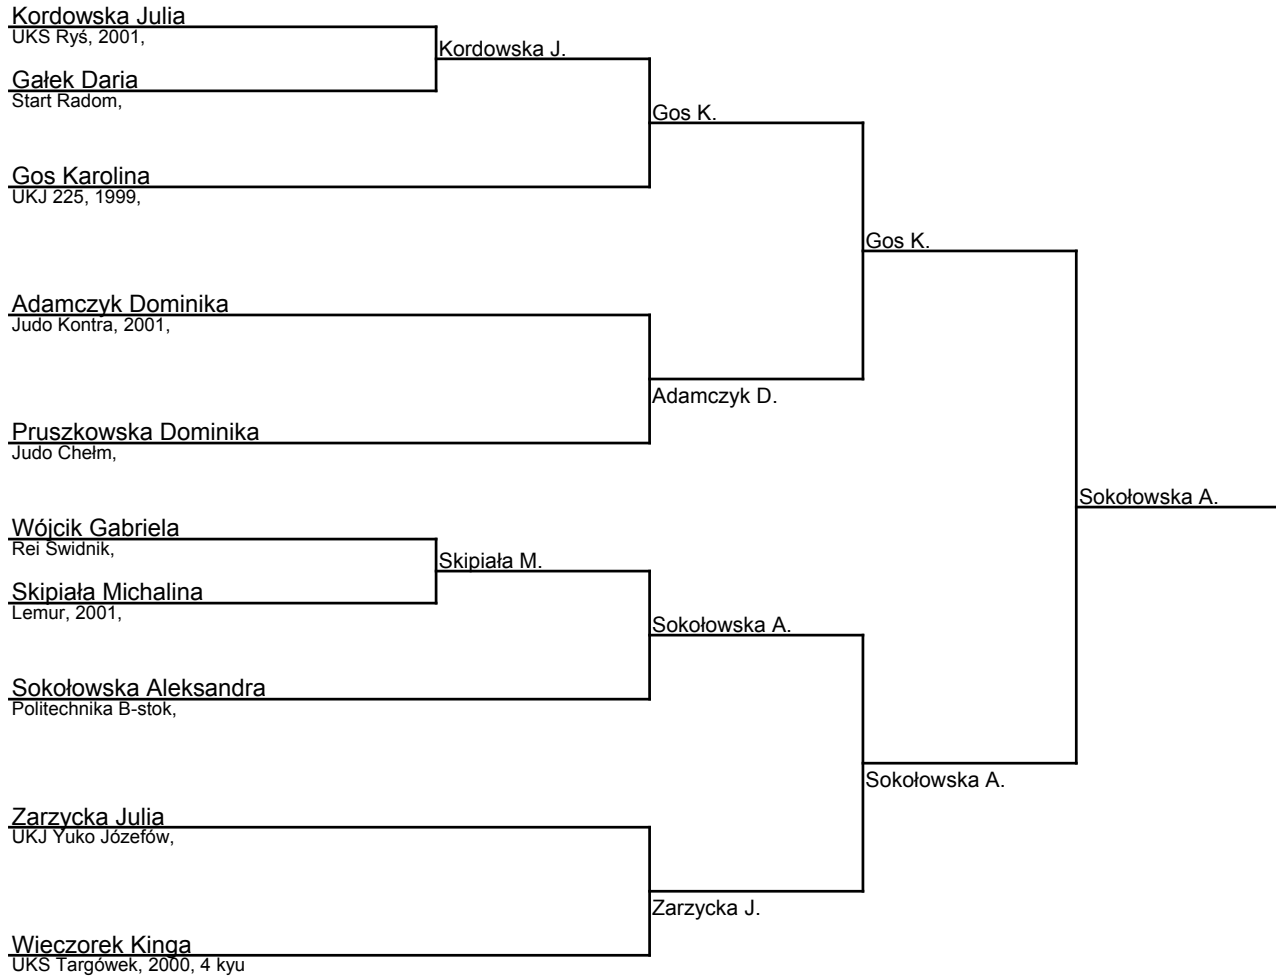 Kordowska Julia
UKS Ryś, 2001,
Kordowska J.
Gałek Daria
Start Radom,
Gos K.
Gos Karolina
UKJ 225, 1999,
Gos K.
Adamczyk Dominika
Judo Kontra, 2001,
Adamczyk D.
Pruszkowska Dominika
Judo Chełm,
Sokołowska A.
Wójcik Gabriela
Rei Świdnik,
Skipiała M.
Skipiała Michalina
Lemur, 2001,
Sokołowska A.
Sokołowska Aleksandra
Politechnika B-stok,
Sokołowska A.
Zarzycka Julia
UKJ Yuko Józefów,
Zarzycka J.
Wieczorek Kinga
UKS Targówek, 2000, 4 kyu